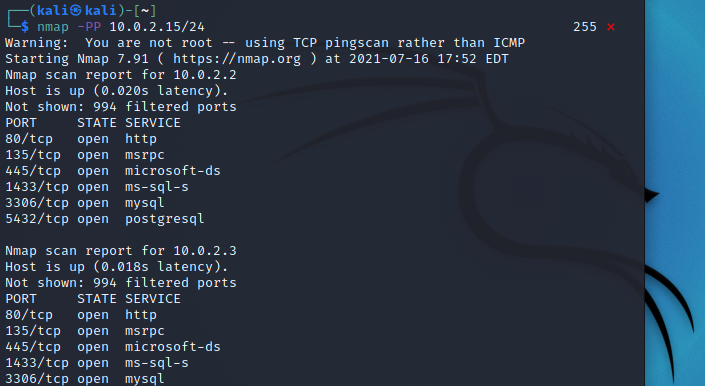 ┌──(kali㉿kali)-[~]
└─$ nmap -PP 10.0.2.15/24 255 ⨯
Warning:  You are not root -- using TCP pingscan rather than ICMP
Starting Nmap 7.91 ( https://nmap.org ) at 2021-07-16 17:52 EDT
Nmap scan report for 10.0.2.2
Host is up (0.020s latency).
Not shown: 994 filtered ports
PORT     STATE SERVICE
80/tcp   open  http
135/tcp  open  msrpc
445/tcp  open  microsoft-ds
1433/tcp open  ms-sql-s
3306/tcp open  mysql
5432/tcp open  postgresql

Nmap scan report for 10.0.2.3
Host is up (0.018s latency).
Not shown: 994 filtered ports
PORT     STATE SERVICE
80/tcp   open  http
135/tcp  open  msrpc
445/tcp  open  microsoft-ds
1433/tcp open  ms-sql-s
3306/tcp open  mysql